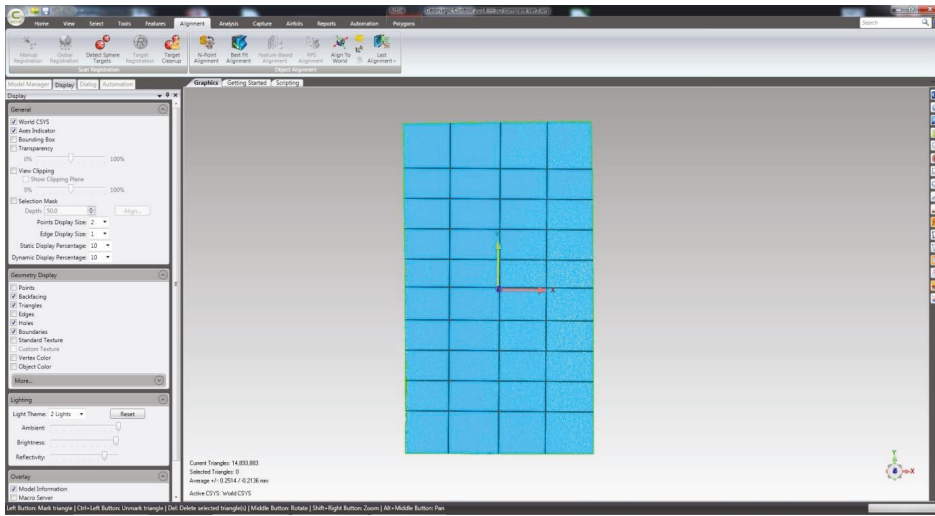 Geomagic Control 2014
Home View Select Tools Features Alignment Analysis Capture Airfoils Reports Automation Polygons
Search
Manual Registration
Global Registration
Detect Sphere Targets
Target Registration
Target Cleanup
N-Point Alignment
Best Fit Alignment
Feature-Based Alignment
RPS Alignment
Align To World
Last Alignment
Scan Registration
Object Alignment
Model Manager Display Dialog Automation
Graphics Getting Started Scripting
Display
General
World CSYS
Axes Indicator
Bounding Box
Transparency
0% 100%
View Clipping
Show Clipping Plane
0% 100%
Selection Mask
Depth: 50.0 Align...
Points Display Size: 2
Edge Display Size: 1
Static Display Percentage: 10
Dynamic Display Percentage: 10
Geometry Display
Points
Backfacing
Triangles
Edges
Holes
Boundaries
Standard Texture
Custom Texture
Vertex Color
Object Color
More...
Lighting
Light Theme: 2 Lights Reset
Ambient:
Brightness:
Reflectivity:
Overlay
Model Information
Macro Server
Y
X
Current Triangles: 14,893,883
Selected Triangles: 0
Average +/-: 0.2514 / -0.2136 mm
Active CSYS: World CSYS
Y
X
Left Button: Mark triangle | Ctrl+Left Button: Unmark triangle | Del: Delete selected triangle(s) | Middle Button: Rotate | Shift+Right Button: Zoom | Alt+Middle Button: Pan